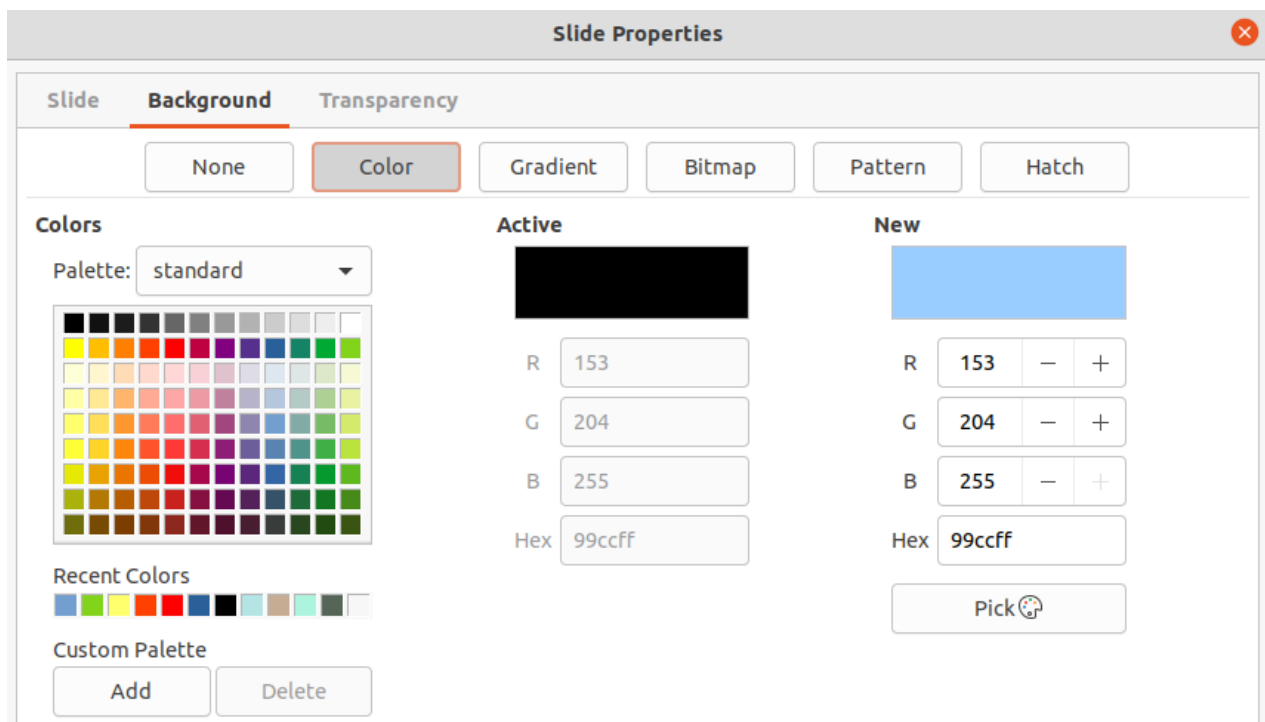 Slide Properties
Slide Background Transparency
None Color Gradient Bitmap Pattern Hatch
Colors Active New
Palette: standard
R 153 R 153 − +
G 204 G 204 − +
B 255 B 255 − +
Hex 99ccff Hex 99ccff
Recent Colors
Pick
Custom Palette
Add Delete